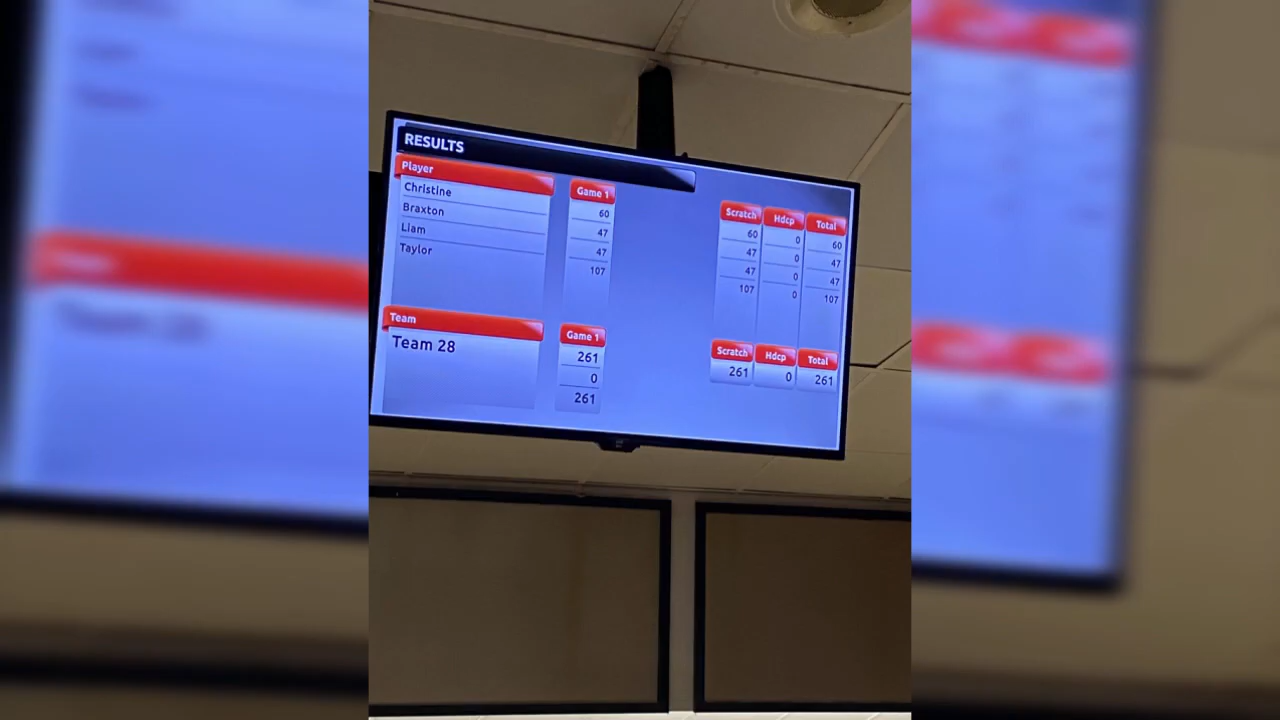 RESULTS
Player Game 1 Scratch Hdcp Total
Christine 60 60 0 60
Braxton 47 47 0 47
Liam 47 47 0 47
Taylor 107 107 0 107
Team Game 1 Scratch Hdcp Total
Team 28 261 261 0 261
0
261